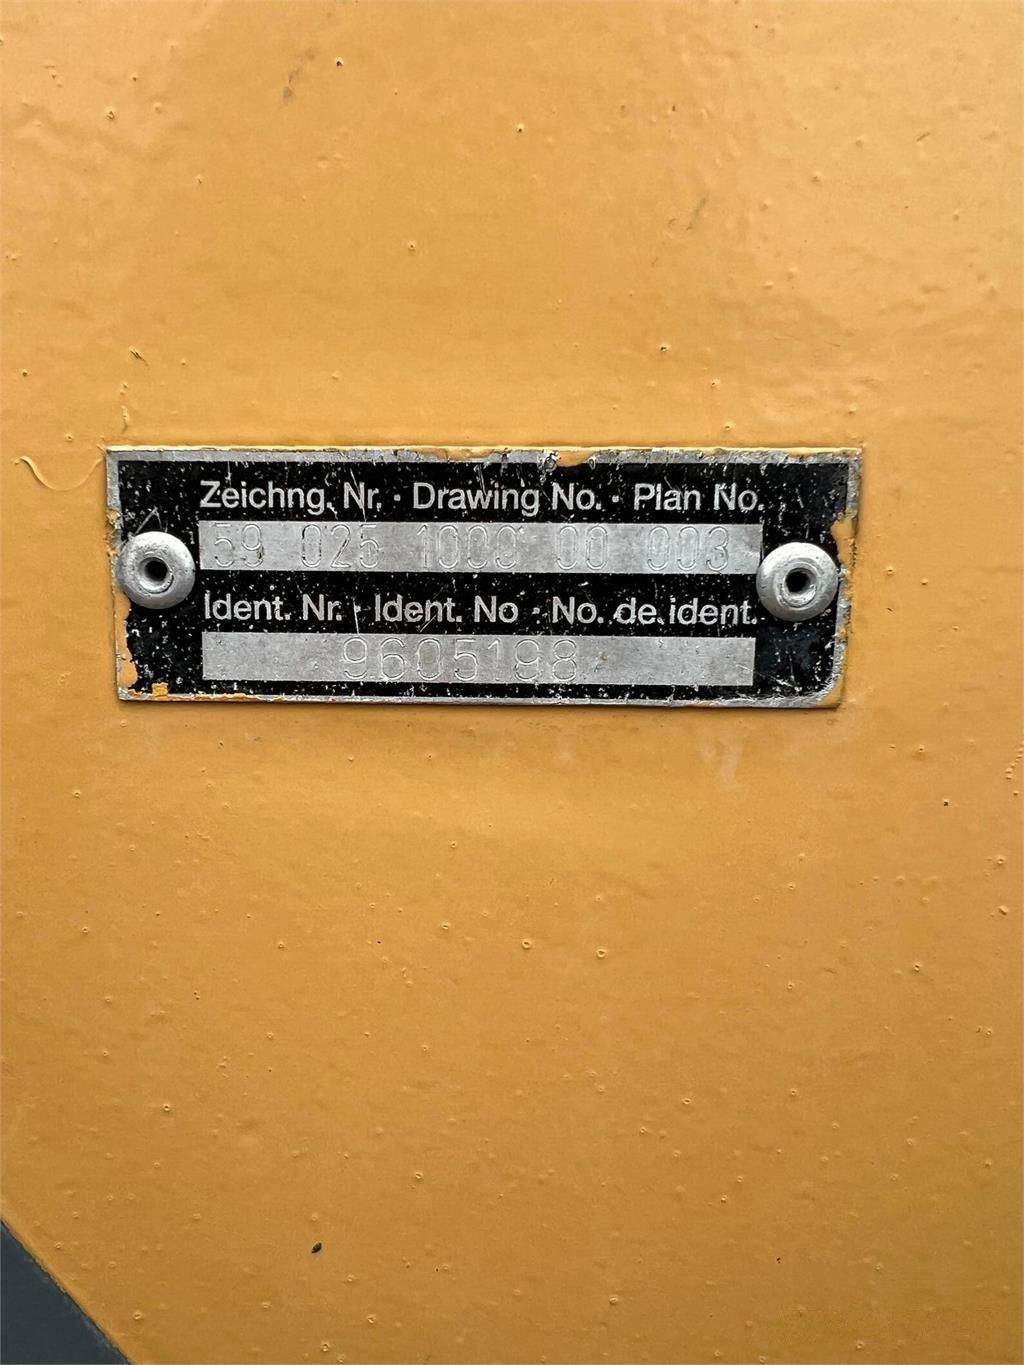 Zeichng. Nr. · Drawing No. · Plan No.
59 025 1000 00 003
Ident. Nr. · Ident. No · No. de ident.
9605198